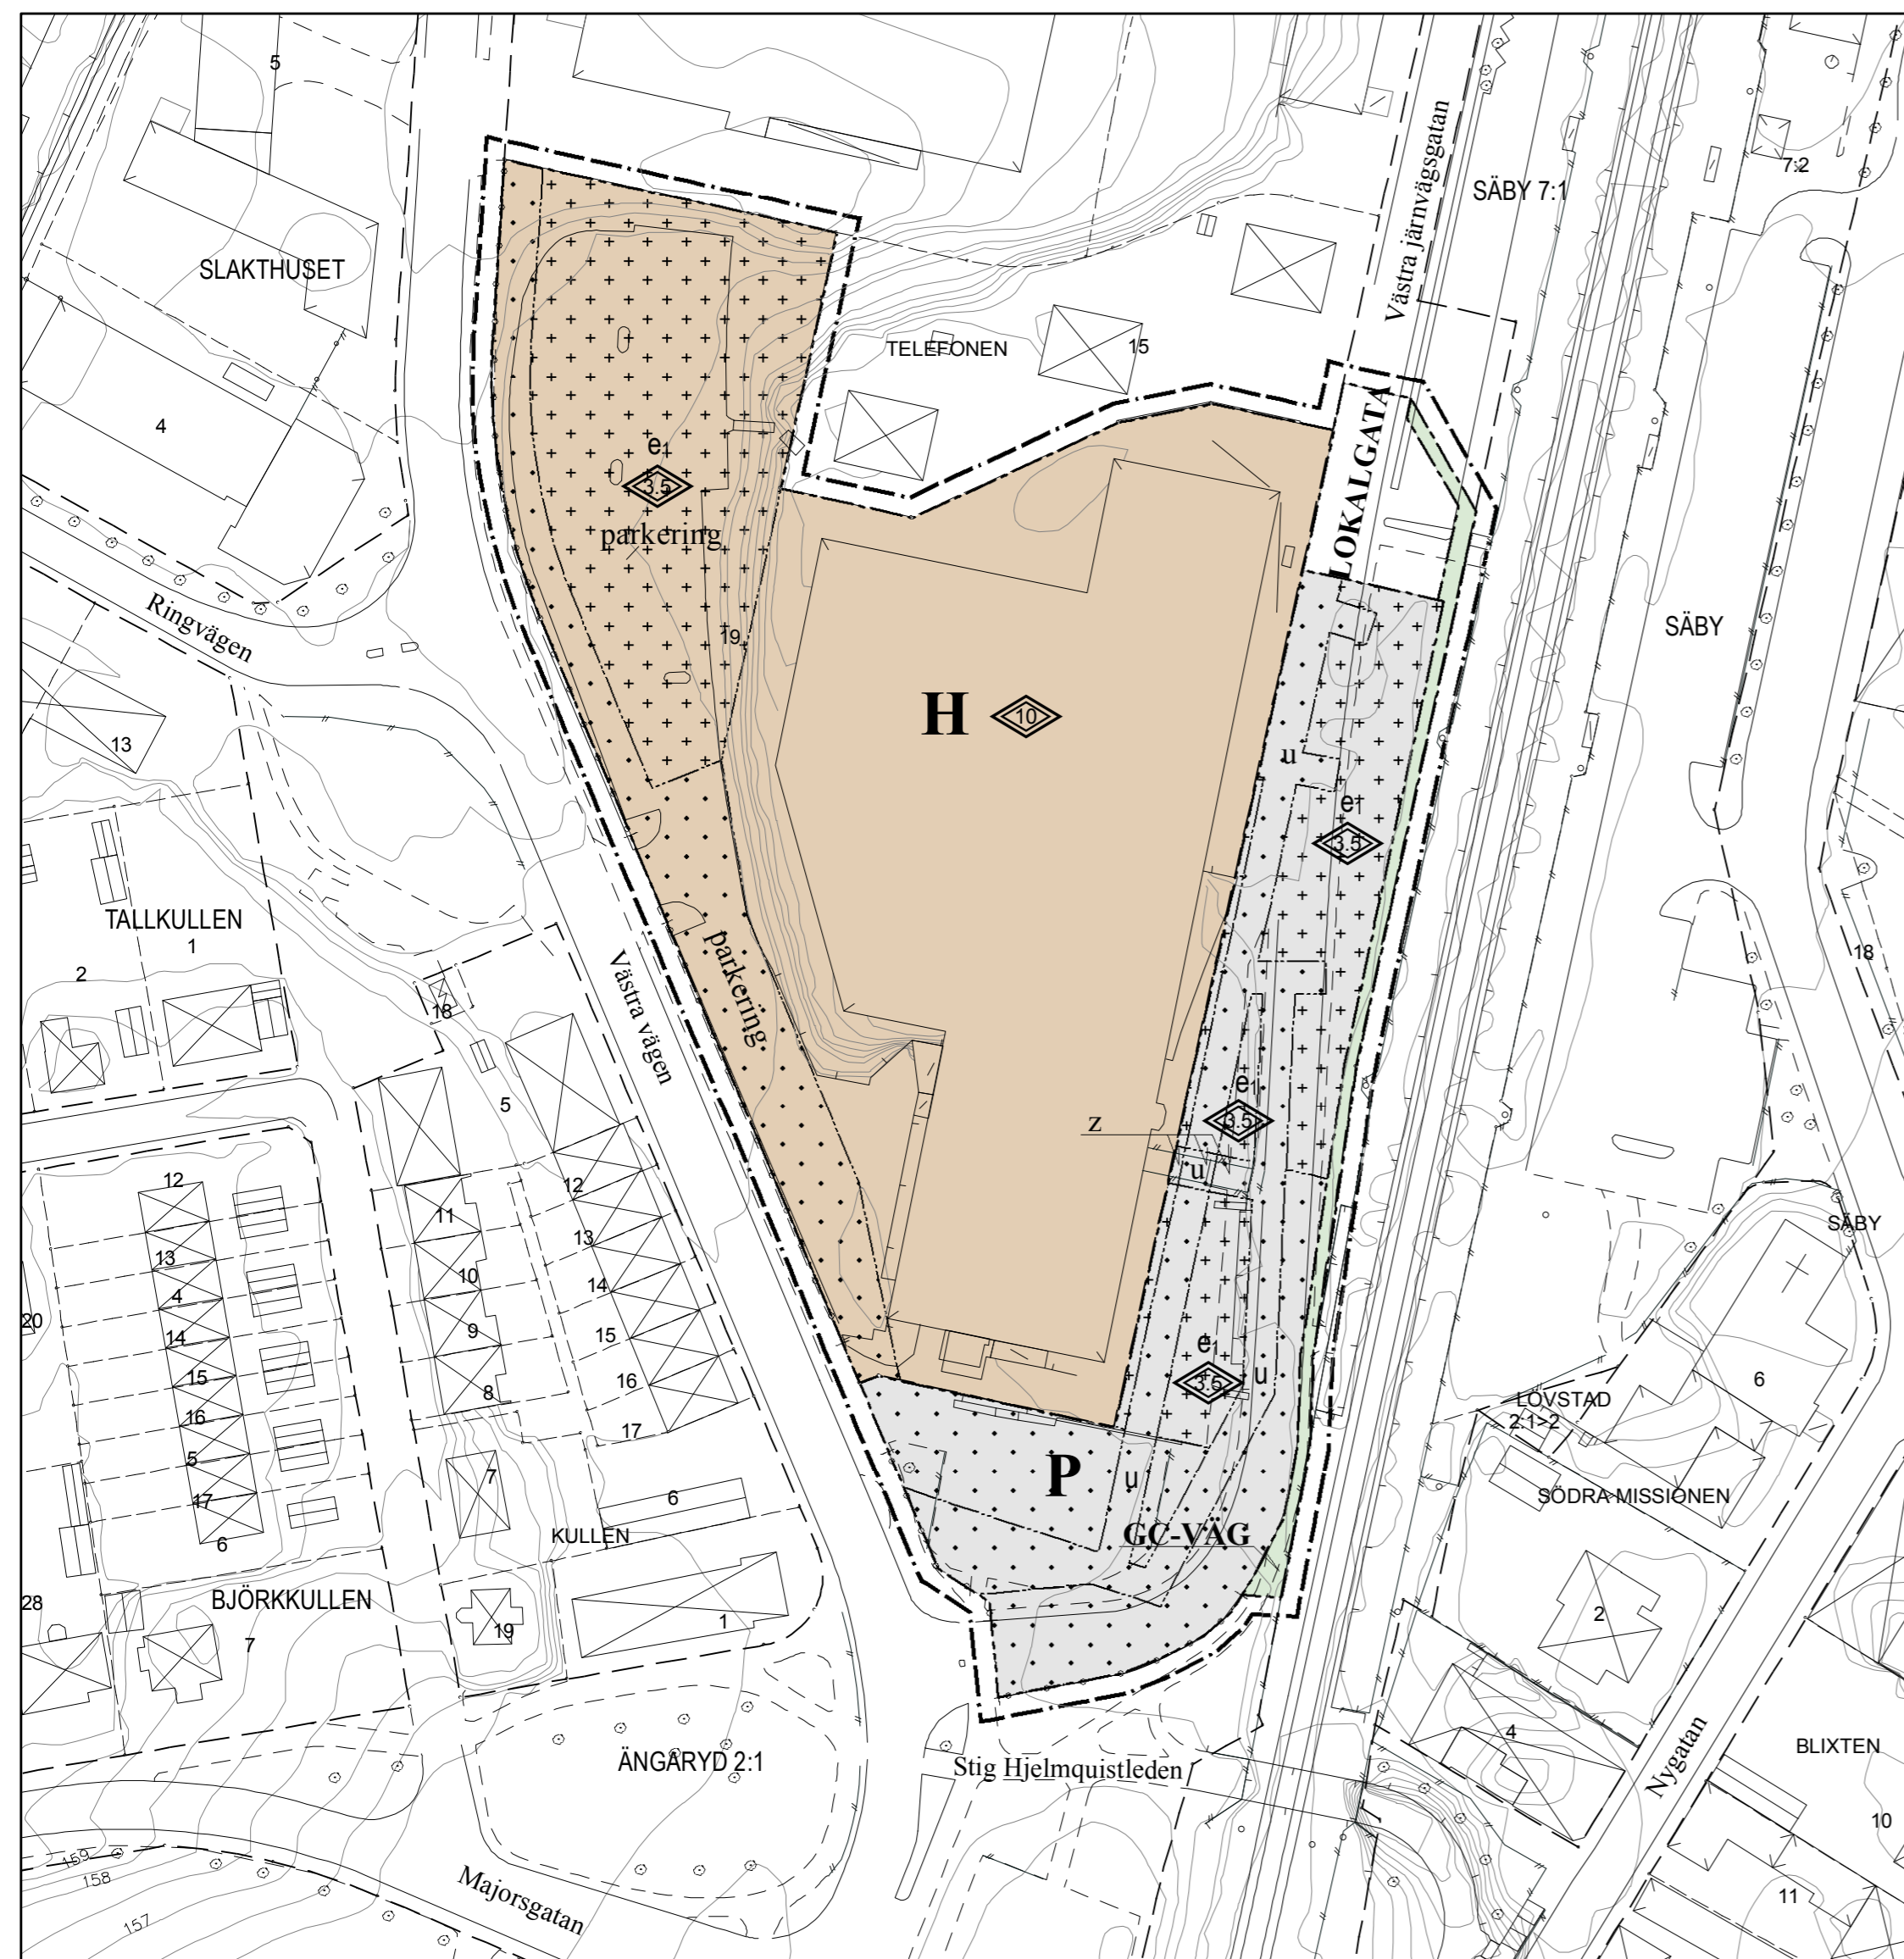 5
SLAKTHUSET
4
Ringvägen
13
TELEFONEN
15
Västra järnvägsgatan
SÄBY 7:1
7:2
LOKALGATA
e1
3.5
parkering
19
H
10
SÄBY
u
e1
3.5
TALLKULLEN
1
2
18
5
Västra vägen
parkering
18
e1
3.5
z
u
12
11
12
13
13
10
4
14
20
9
14
15
15
8
16
16
17
5
7
17
6
6
KULLEN
BJÖRKKULLEN
28
7
19
1
e1
3.5
u
P
u
GC-VÄG
SÄBY
6
LÖVSTAD
2:1>2
SÖDRA MISSIONEN
2
4
Nygatan
BLIXTEN
10
11
ÄNGARYD 2:1
Stig Hjelmquistleden
Majorsgatan
159
158
157